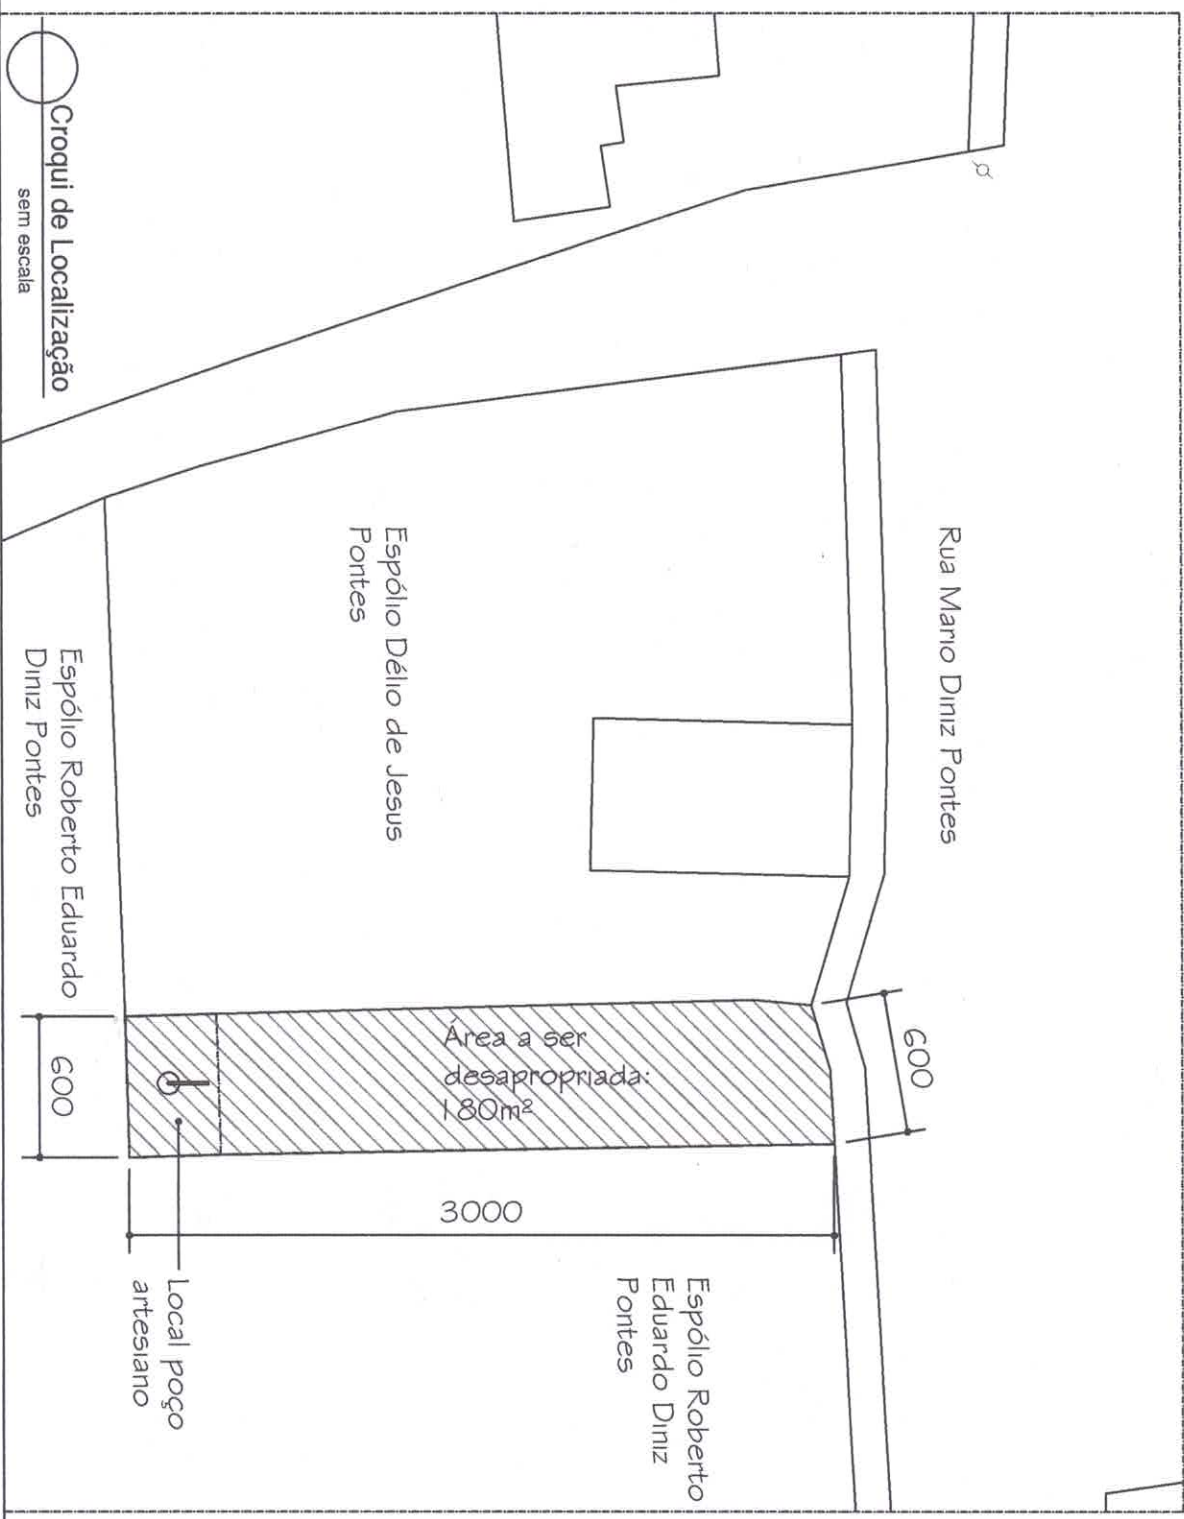 Rua Mario Diniz Pontes
Espólio Délio de Jesus
Pontes
Espólio Roberto Eduardo
Diniz Pontes
Área a ser
desapropriada:
180m²
600
600
3000
Espólio Roberto
Eduardo Diniz
Pontes
Local poço
artesiano
Croqui de Localização
sem escala